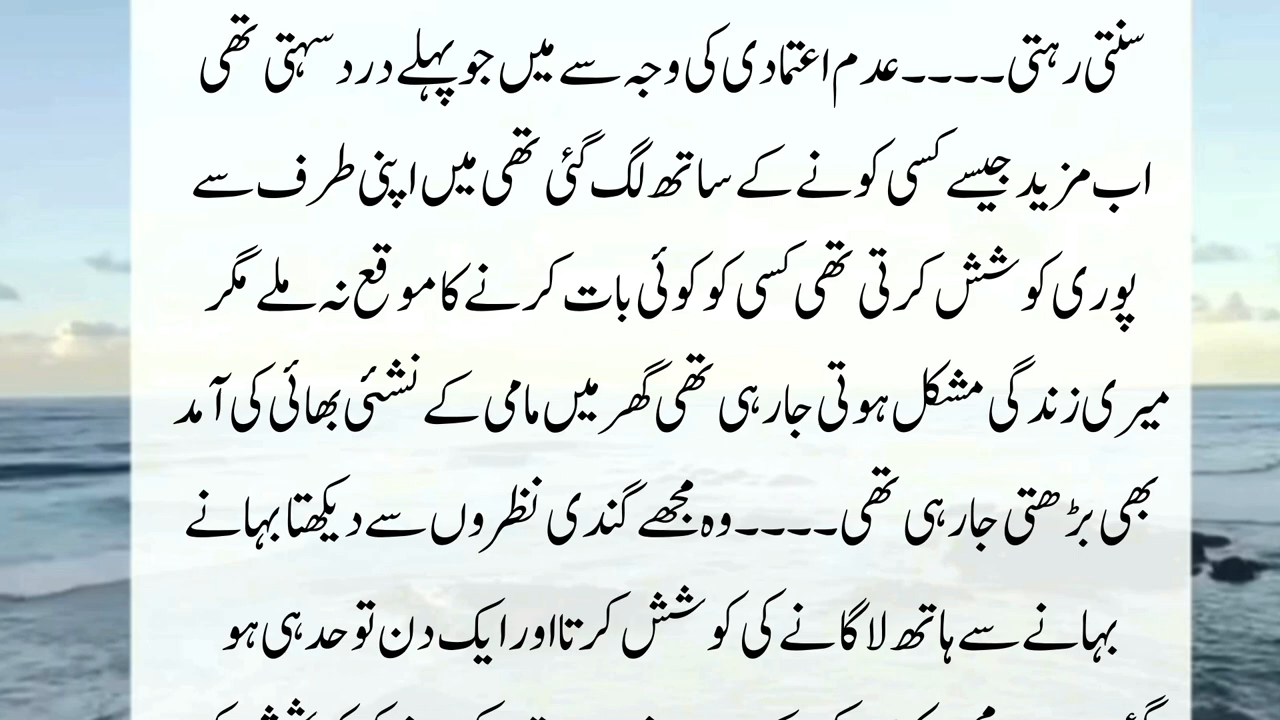 سنتی رہتی۔۔۔۔عدم اعتمادی کی وجہ سے میں جو پہلے درد سہتی تھی
اب مزید جیسے کسی کونے کے ساتھ لگ گئی تھی میں اپنی طرف سے
پوری کوشش کرتی تھی کسی کو کوئی بات کرنے کا موقع نہ ملے مگر
میری زندگی مشکل ہوتی جارہی تھی گھر میں مامی کے نشئی بھائی کی آمد
بھی بڑھتی جارہی تھی۔۔۔۔وہ مجھے گندی نظروں سے دیکھتا بہانے
بہانے سے ہاتھ لا گانے کی کوشش کرتا اور ایک دن تو حد ہی ہو